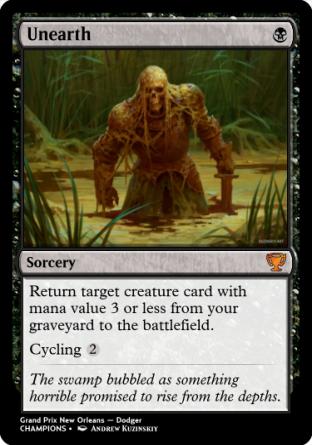 Unearth
Sorcery
Return target creature card with
mana value 3 or less from your
graveyard to the battlefield.
Cycling 2
The swamp bubbled as something
horrible promised to rise from the depths.
Grand Prix New Orleans — Dodger
CHAMPIONS • Andrew Kuzinskiy